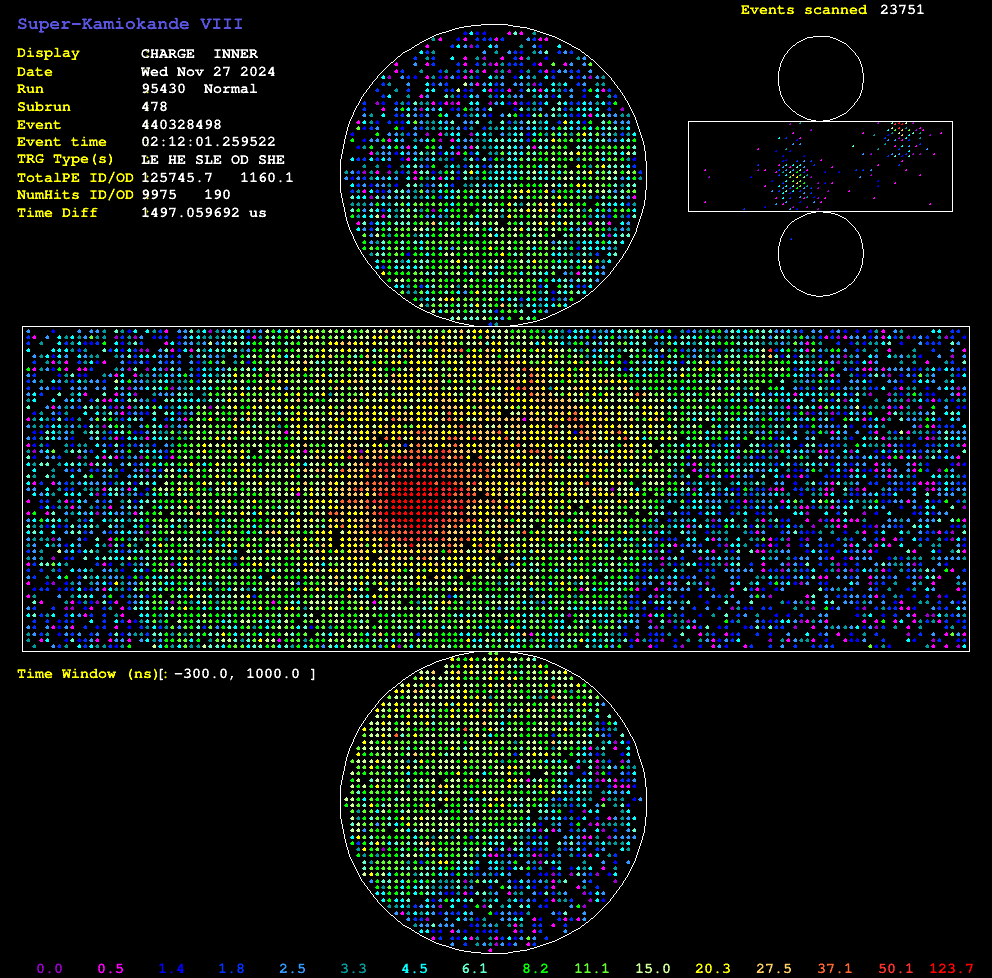 Super-Kamiokande VIII
Events scanned 23751
Display CHARGE INNER
Date Wed Nov 27 2024
Run 95430 Normal
Subrun 478
Event 440328498
Event time 02:12:01.259522
TRG Type(s) LE HE SLE OD SHE
TotalPE ID/OD 125745.7 1160.1
NumHits ID/OD 9975 190
Time Diff 1497.059692 us
Time Window (ns)[: −300.0, 1000.0 ]
0.0 0.5 1.4 1.8 2.5 3.3 4.5 6.1 8.2 11.1 15.0 20.3 27.5 37.1 50.1 123.7